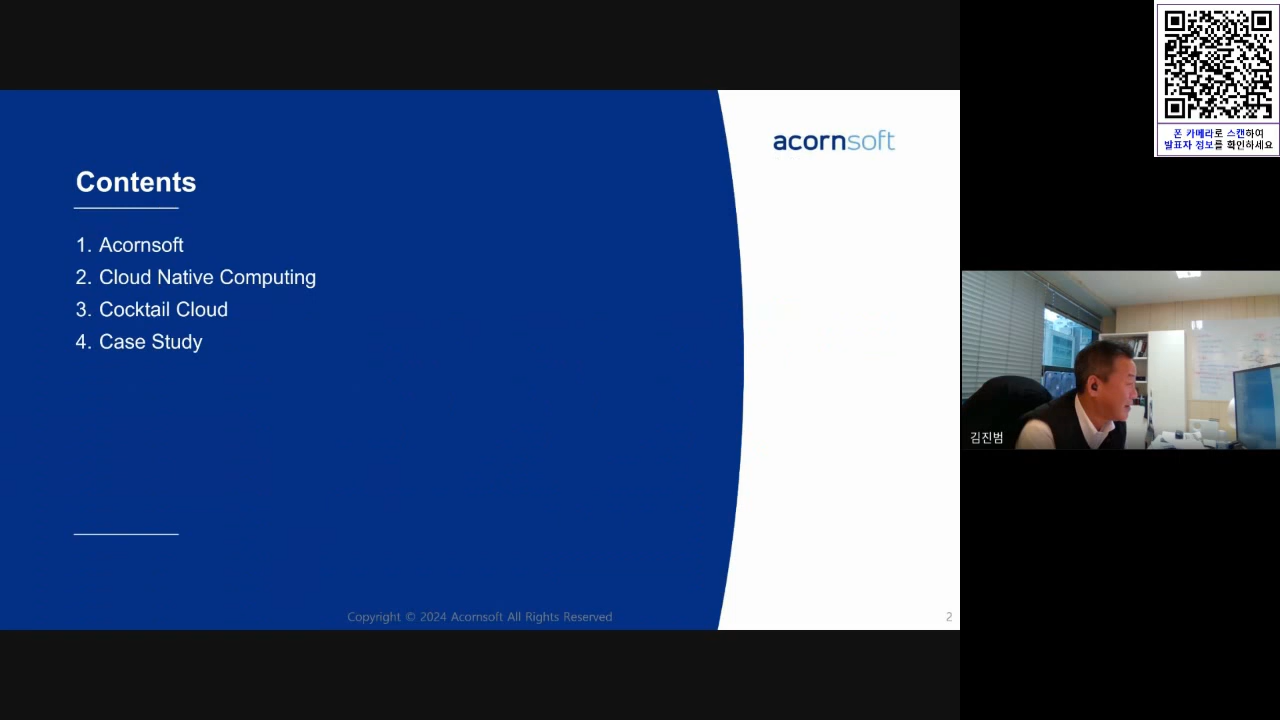 acornsoft
Contents
1. Acornsoft
2. Cloud Native Computing
3. Cocktail Cloud
4. Case Study
Copyright © 2024 Acornsoft All Rights Reserved
2
폰 카메라로 스캔하여
발표자 정보를 확인하세요
김진범